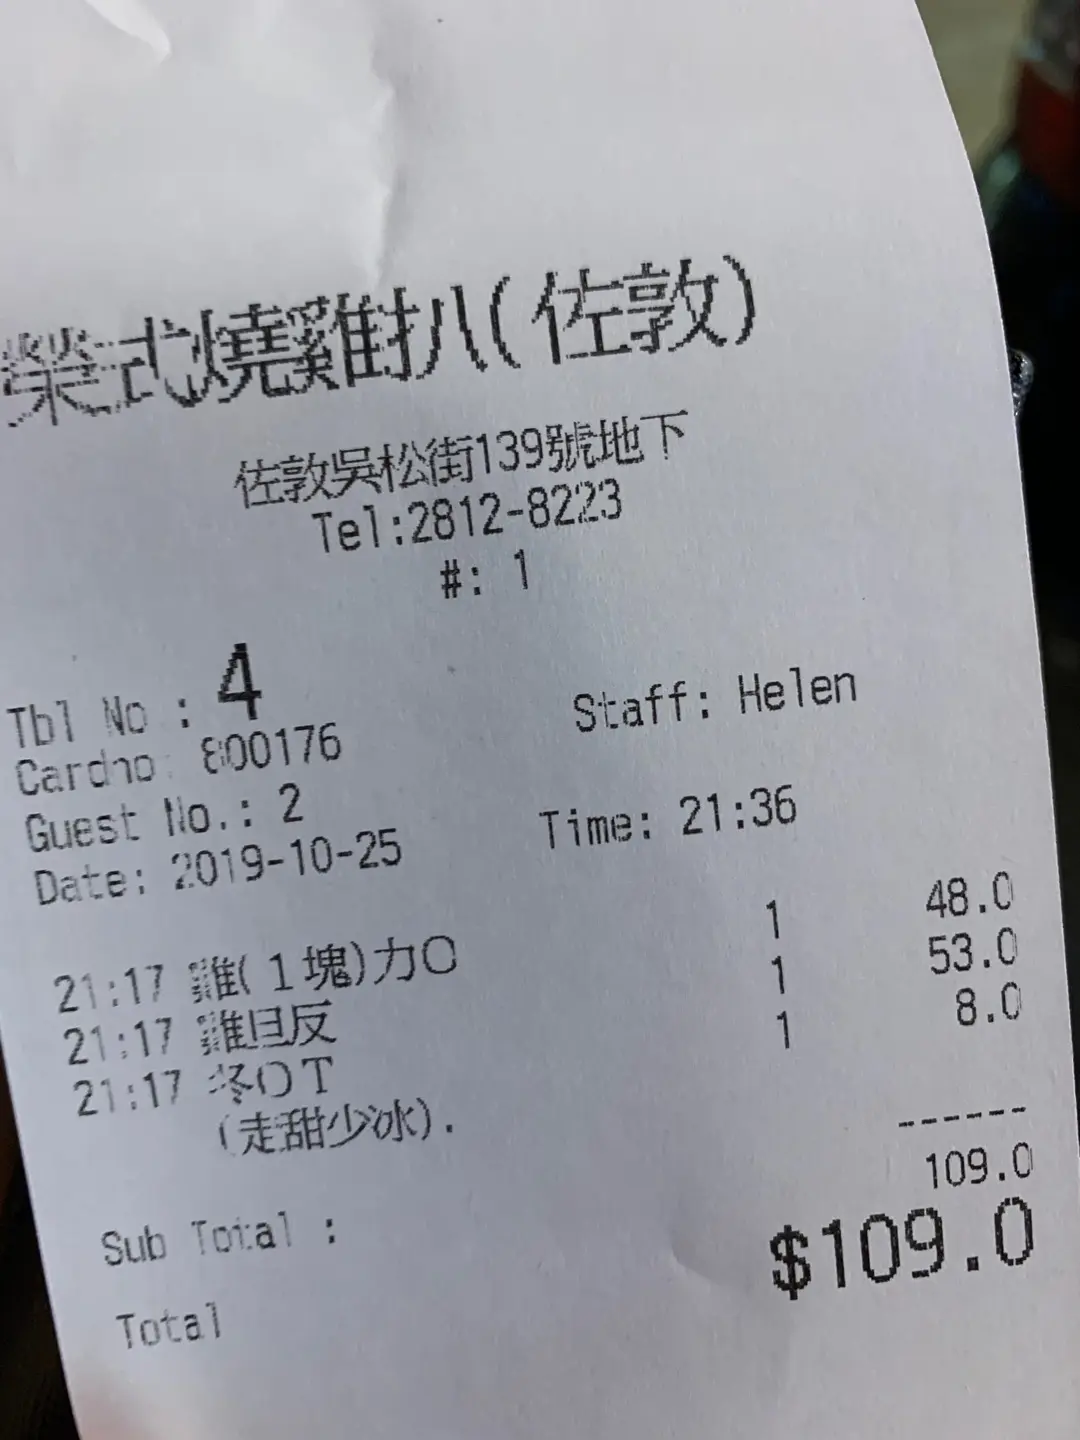 榮式燒雞扒(佐敦)
佐敦吳松街139號地下
Tel:2812-8223
#: 1
Tbl No : 4
Staff: Helen
Cardno: 800176
Guest No.: 2
Date: 2019-10-25 Time: 21:36
21:17 雞(1塊)力O 1 48.0
21:17 雞旦反 1 53.0
21:17 冬OT 1 8.0
(走甜少冰).
------
Sub Total : 109.0
Total $109.0